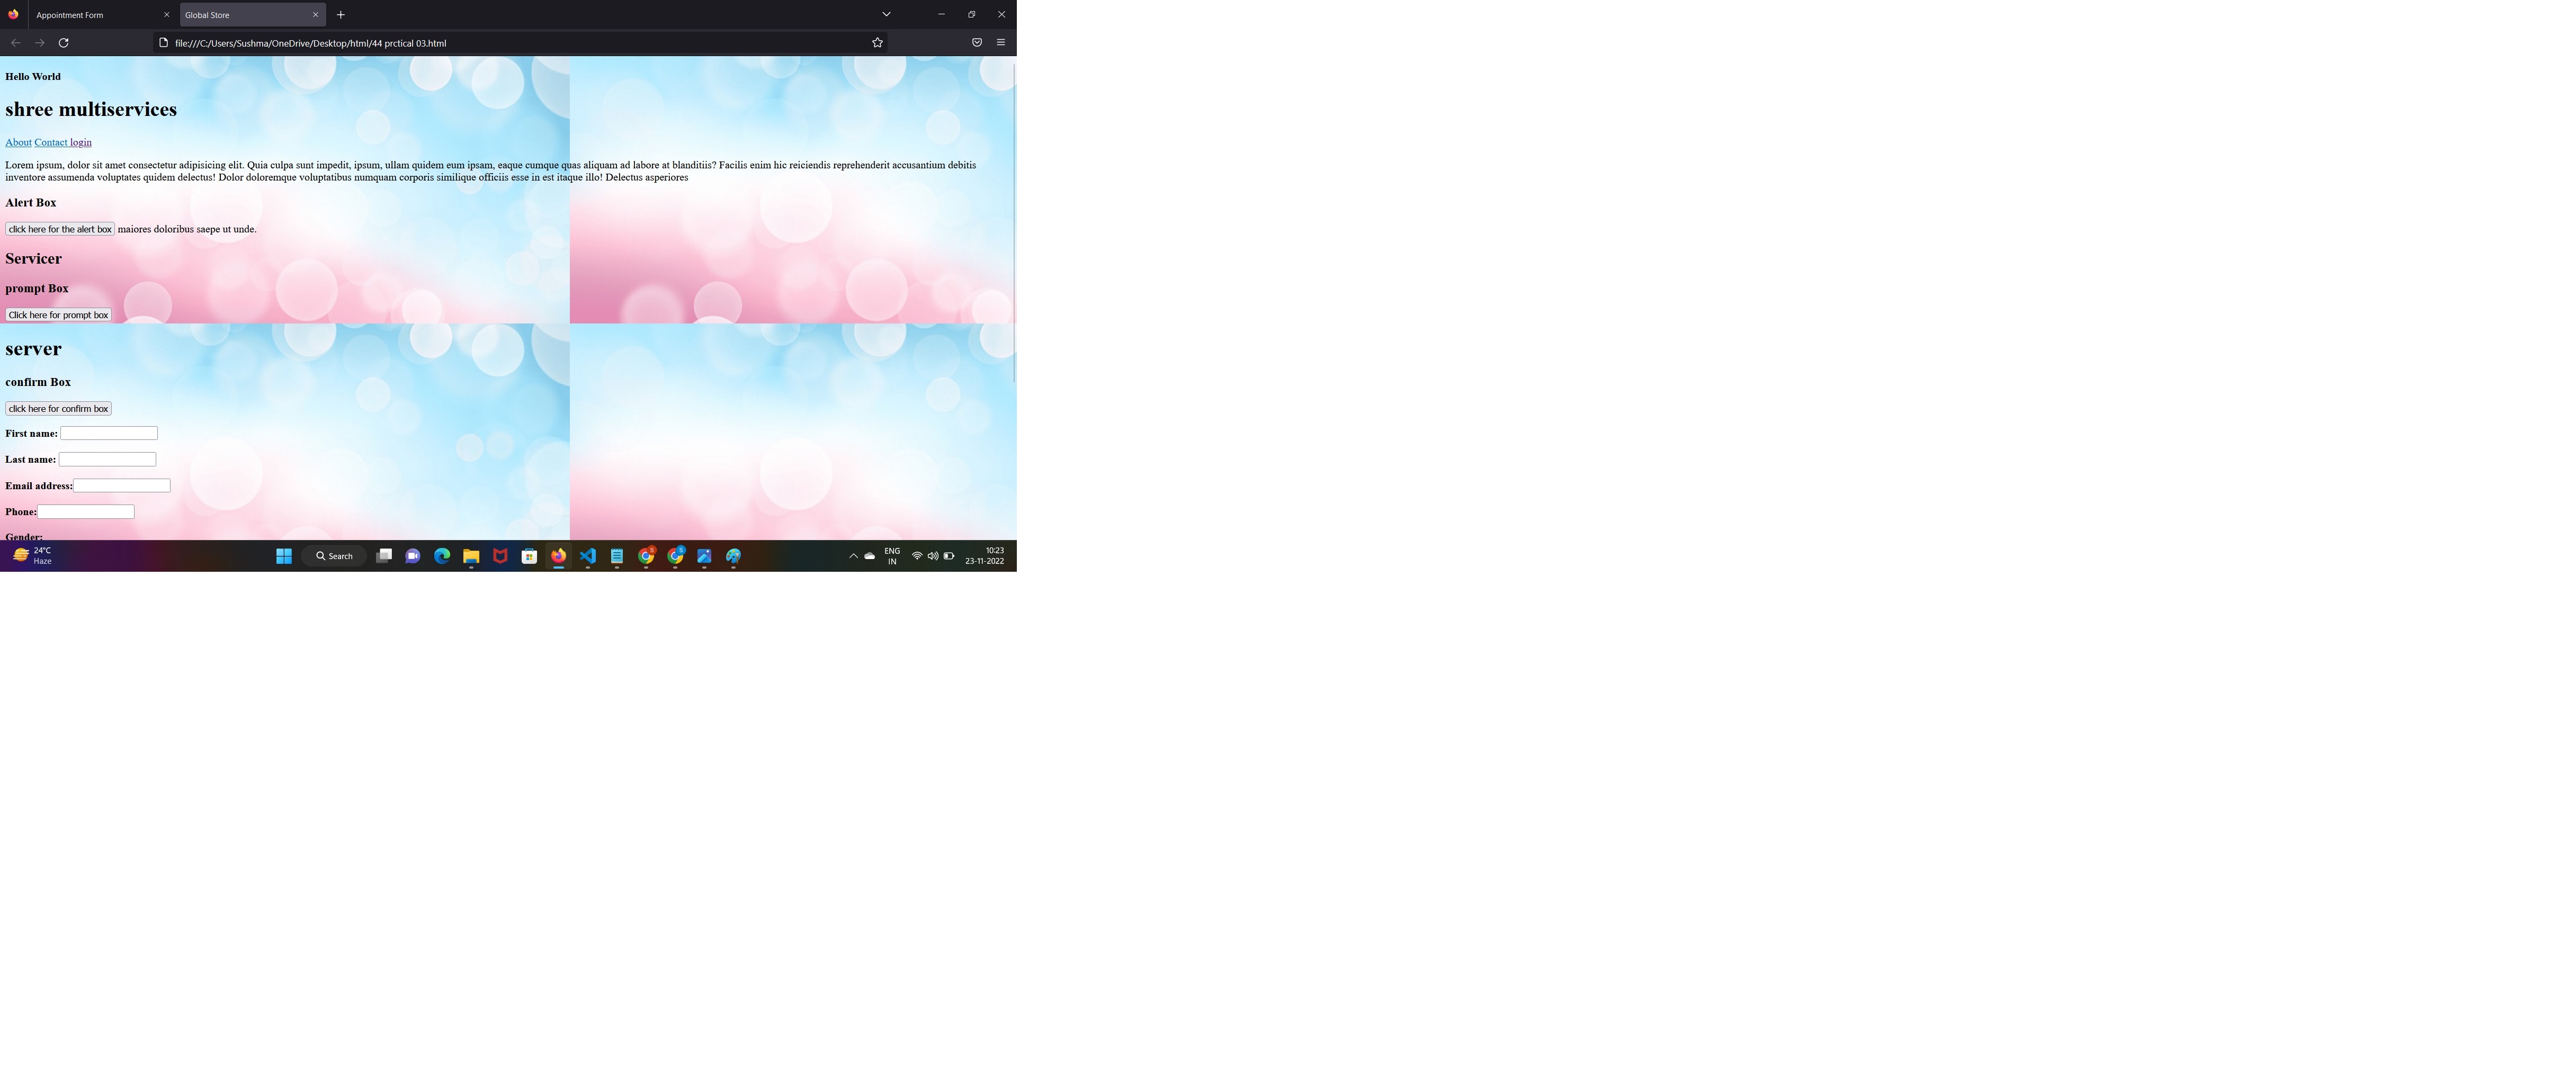 Appointment Form
Global Store
file:///C:/Users/Sushma/OneDrive/Desktop/html/44 prctical 03.html
Hello World
shree multiservices
About Contact login
Lorem ipsum, dolor sit amet consectetur adipisicing elit. Quia culpa sunt impedit, ipsum, ullam quidem eum ipsam, eaque cumque quas aliquam ad labore at blanditiis? Facilis enim hic reiciendis reprehenderit accusantium debitis
inventore assumenda voluptates quidem delectus! Dolor doloremque voluptatibus numquam corporis similique officiis esse in est itaque illo! Delectus asperiores
Alert Box
click here for the alert box maiores doloribus saepe ut unde.
Servicer
prompt Box
Click here for prompt box
server
confirm Box
click here for confirm box
First name:
Last name:
Email address:
Phone:
Gender:
24°C
Haze
Search
S
S
ENG
IN
10:23
23-11-2022